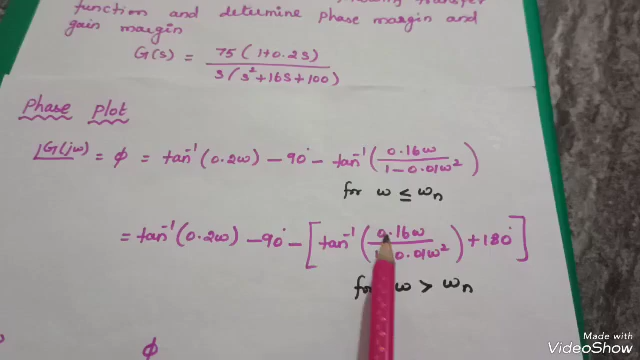 function and determine phase margin and
gain margin
G(s) = 75 (1+0.2s) / s(s²+16s+100)
Phase Plot
∠G(jω) = φ = tan⁻¹(0.2ω) - 90° - tan⁻¹(0.16ω / 1-0.01ω²)
for ω ≤ ωn
= tan⁻¹(0.2ω) - 90° - [tan⁻¹(0.16ω / 1-0.01ω²) + 180°]
for ω > ωn
φ
Made with
VideoShow